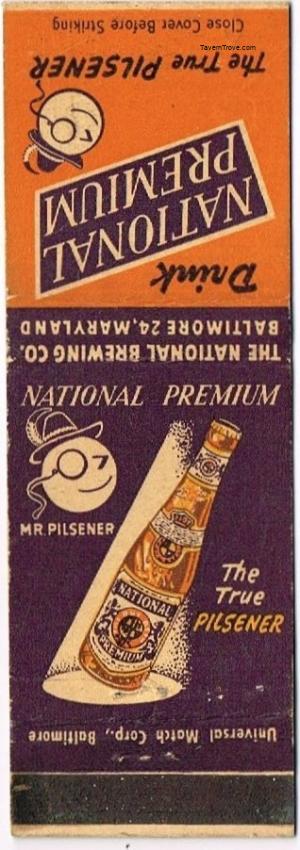 TavernTrove.com
Close Cover Before Striking
The True PILSENER
NATIONAL
PREMIUM
Drink
THE NATIONAL BREWING CO.
BALTIMORE 24, MARYLAND
NATIONAL PREMIUM
MR. PILSENER
The
True
PILSENER
NATIONAL
PREMIUM
Universal Match Corp., Baltimore